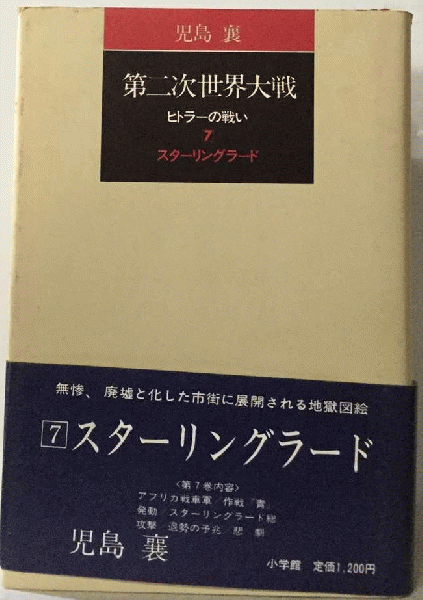 児島 襄
第二次世界大戦
ヒトラーの戦い
7
スターリングラード
無惨、廃墟と化した市街に展開される地獄図絵
7 スターリングラード
〈第7巻内容〉
アフリカ戦車軍 作戦「青」
発動 スターリングラード総
攻撃 退勢の予兆 悲劇
児島 襄
小学館 定価1,200円